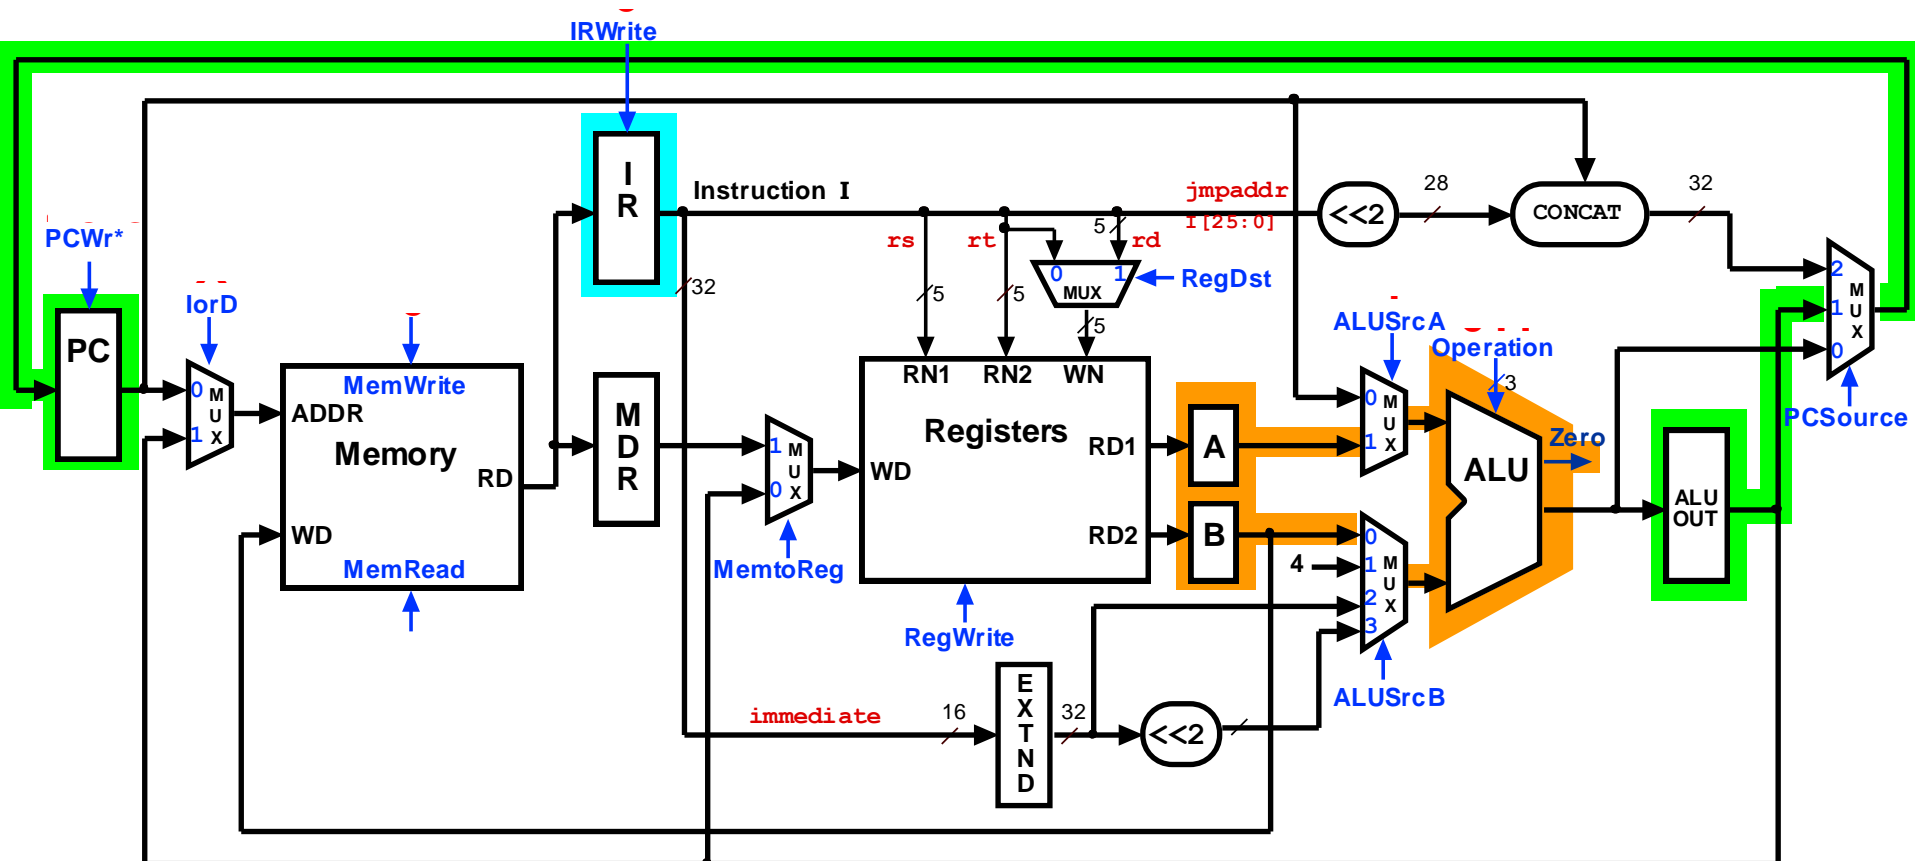 IRWrite
I
R
Instruction I
jmpaddr
I[25:0]
<<2
28
CONCAT
32
PCWr*
rs
rt
5
rd
0
1
MUX
RegDst
2
1
0
M
U
X
PCSource
IorD
32
5
5
5
PC
0
1
M
U
X
MemWrite
ADDR
Memory
RD
WD
MemRead
M
D
R
1
0
M
U
X
MemtoReg
RN1
RN2
WN
Registers
RD1
WD
RD2
RegWrite
A
B
ALUSrcA
0
1
M
U
X
Operation
3
Zero
ALU
ALU
OUT
4
0
1
2
3
M
U
X
ALUSrcB
immediate
16
E
X
T
N
D
32
<<2